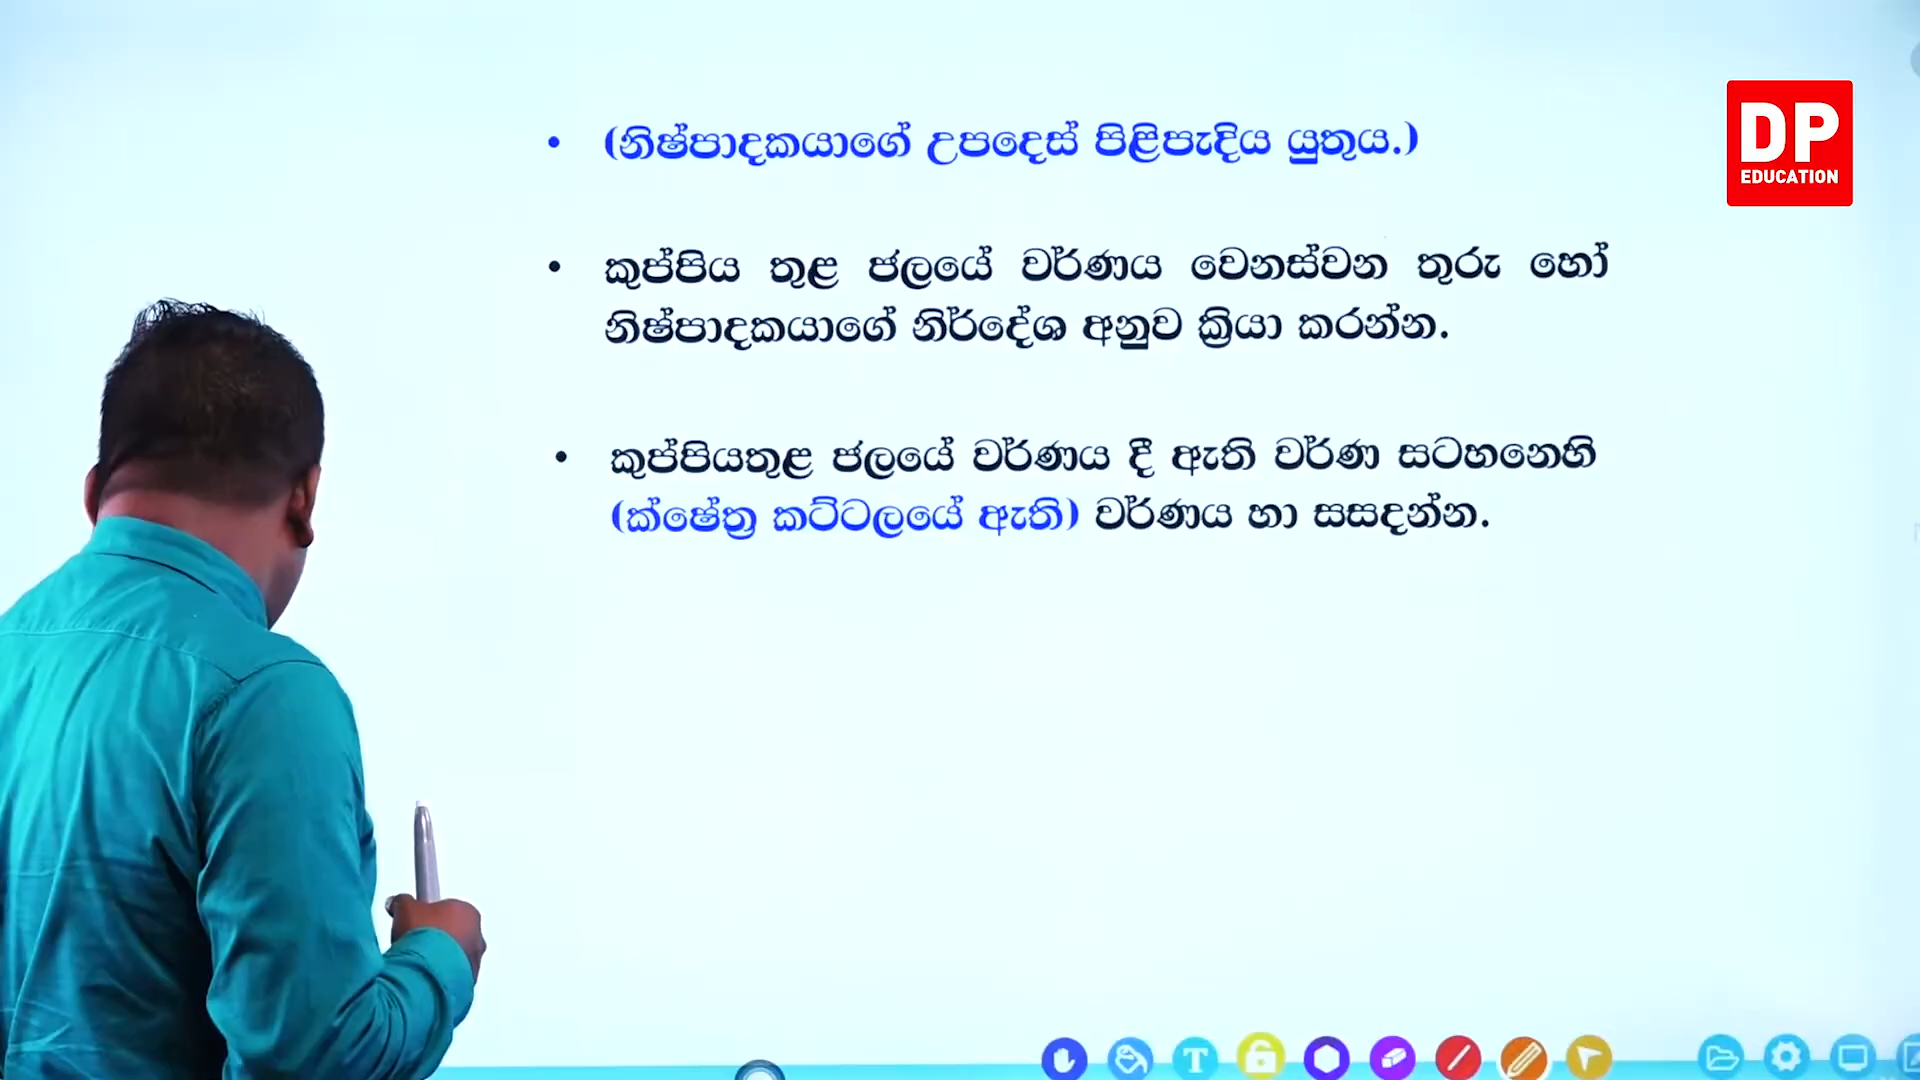 • (නිෂ්පාදකයාගේ උපදෙස් පිළිපැදිය යුතුය.)
DP
EDUCATION
• කුප්පිය තුළ ජලයේ වර්ණය වෙනස්වන තුරු හෝ
නිෂ්පාදකයාගේ නිර්දේශ අනුව ක්‍රියා කරන්න.
• කුප්පියතුළ ජලයේ වර්ණය දී ඇති වර්ණ සටහනෙහි
(ක්ෂේත්‍ර කට්ටලයේ ඇති) වර්ණය හා සසදන්න.
T